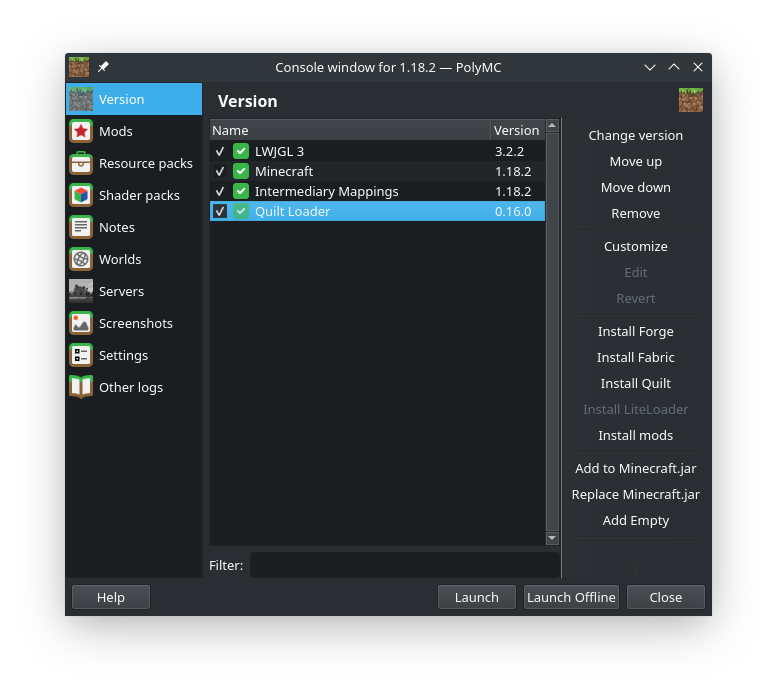 Console window for 1.18.2 — PolyMC
Version
Mods
Resource packs
Shader packs
Notes
Worlds
Servers
Screenshots
Settings
Other logs
Version
Name Version
LWJGL 3 3.2.2
Minecraft 1.18.2
Intermediary Mappings 1.18.2
Quilt Loader 0.16.0
Filter:
Change version
Move up
Move down
Remove
Customize
Edit
Revert
Install Forge
Install Fabric
Install Quilt
Install LiteLoader
Install mods
Add to Minecraft.jar
Replace Minecraft.jar
Add Empty
Help Launch Launch Offline Close